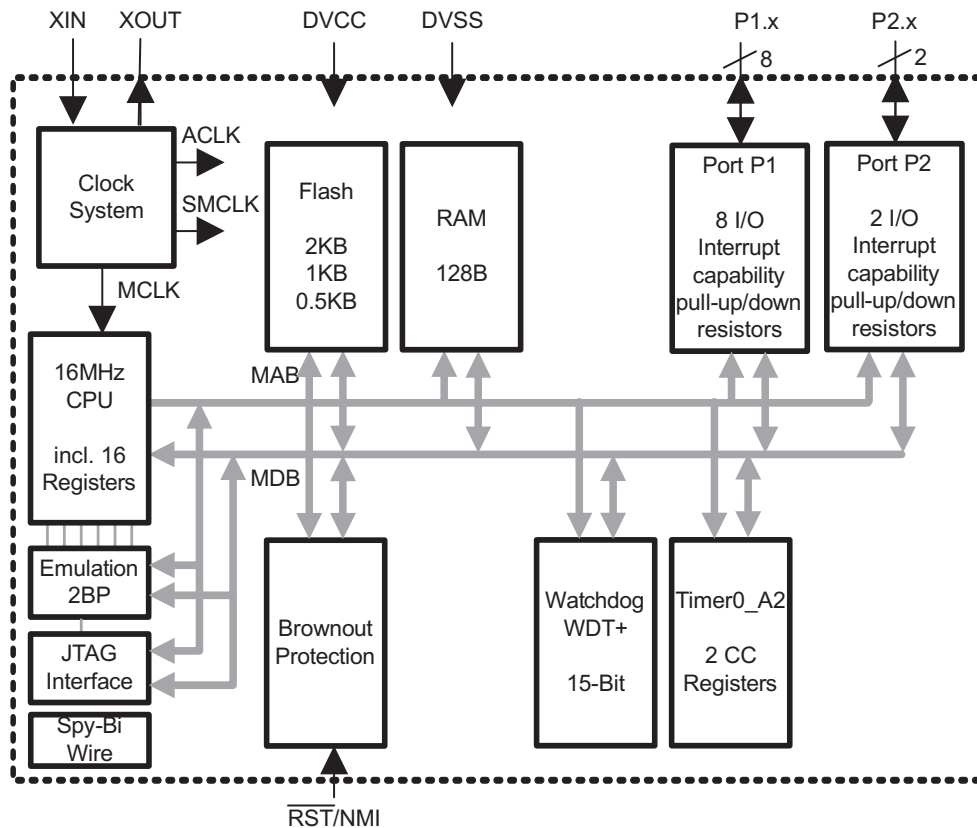 XIN
XOUT
DVCC
DVSS
P1.x
P2.x
8
2
ACLK
SMCLK
MCLK
Clock
System
Flash
2KB
1KB
0.5KB
RAM
128B
Port P1
8 I/O
Interrupt
capability
pull-up/down
resistors
Port P2
2 I/O
Interrupt
capability
pull-up/down
resistors
16MHz
CPU
incl. 16
Registers
MAB
MDB
Emulation
2BP
JTAG
Interface
Spy-Bi
Wire
Brownout
Protection
Watchdog
WDT+
15-Bit
Timer0_A2
2 CC
Registers
RST/NMI